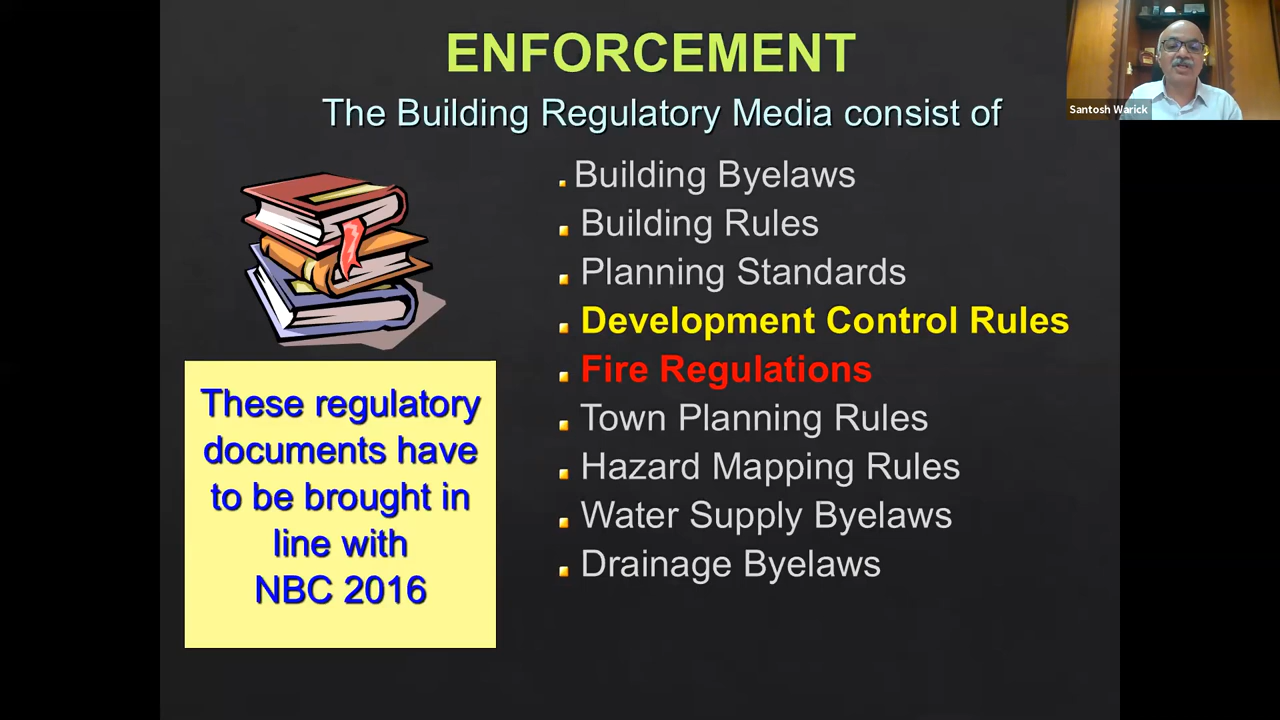 ENFORCEMENT
The Building Regulatory Media consist of
Santosh Warick
Building Byelaws
Building Rules
Planning Standards
Development Control Rules
Fire Regulations
Town Planning Rules
Hazard Mapping Rules
Water Supply Byelaws
Drainage Byelaws
These regulatory
documents have
to be brought in
line with
NBC 2016